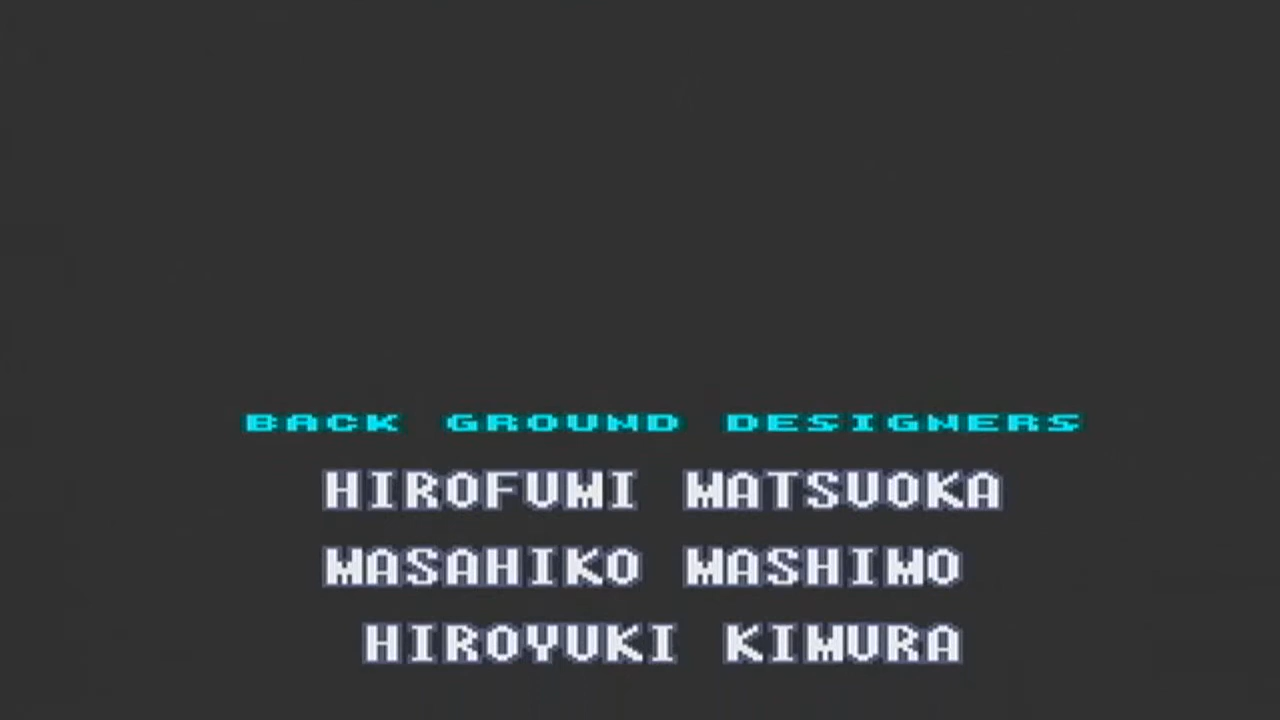 BACK GROUND DESIGNERS
HIROFUMI MATSUOKA
MASAHIKO MASHIMO
HIROYUKI KIMURA